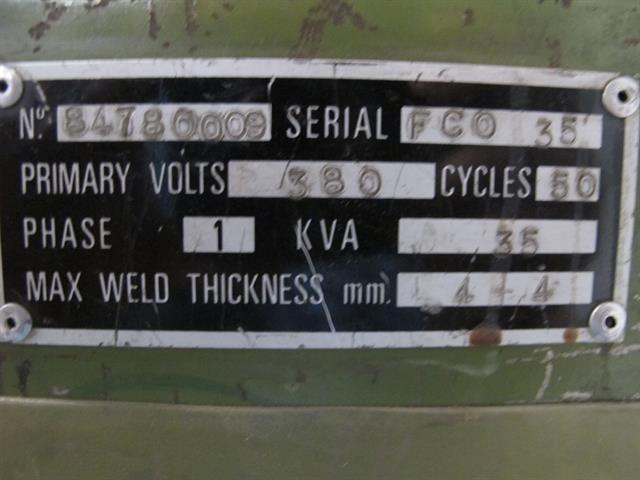 Nº 84780009 SERIAL FCO 35
PRIMARY VOLTS 380 CYCLES 50
PHASE 1 KVA 35
MAX WELD THICKNESS mm. 4-4